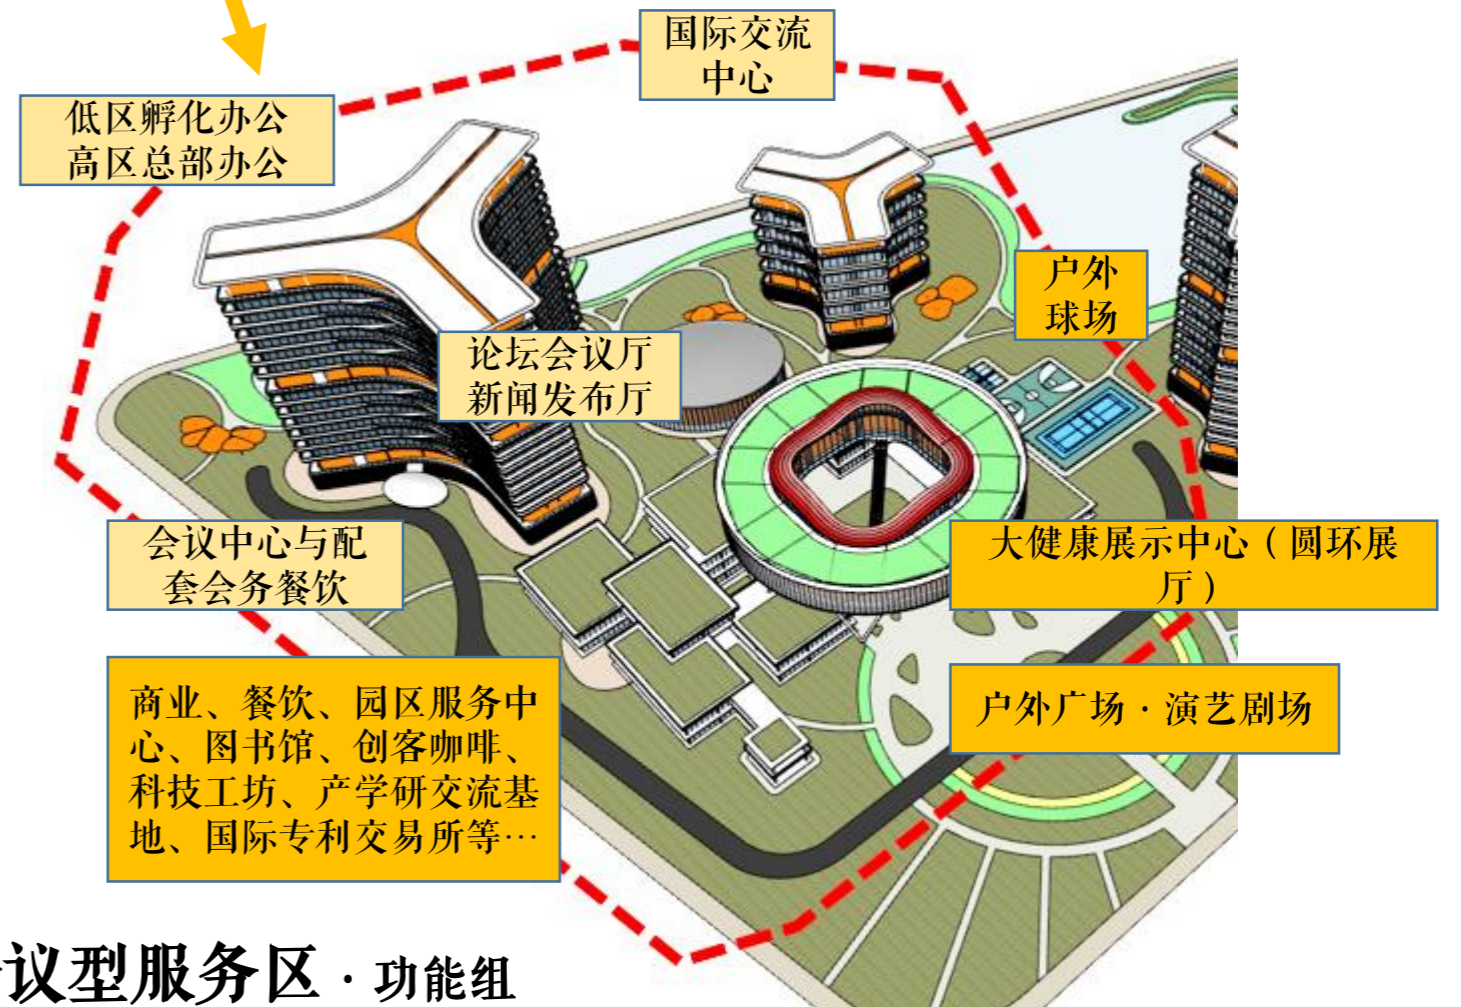 国际交流
中心
低区孵化办公
高区总部办公
户外
球场
论坛会议厅
新闻发布厅
会议中心与配
套会务餐饮
大健康展示中心（圆环展
厅）
商业、餐饮、园区服务中
心、图书馆、创客咖啡、
科技工坊、产学研交流基
地、国际专利交易所等…
户外广场·演艺剧场
议型服务区·功能组